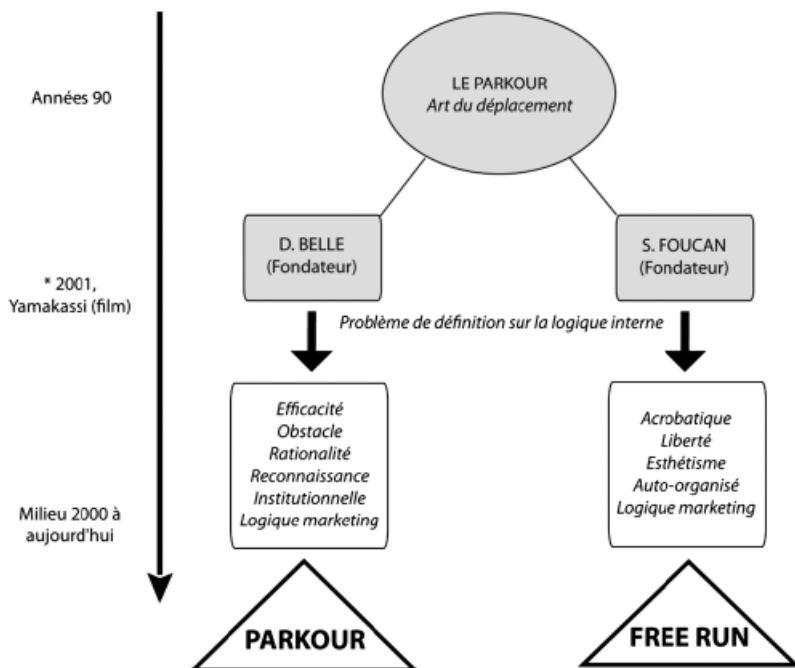 Années 90
LE PARKOUR
Art du déplacement
D. BELLE
(Fondateur)
S. FOUCAN
(Fondateur)
* 2001,
Yamakassi (film)
Problème de définition sur la logique interne
Efficacité
Obstacle
Rationalité
Reconnaissance
Institutionnelle
Logique marketing
Acrobatique
Liberté
Esthétisme
Auto-organisé
Logique marketing
Milieu 2000 à
aujourd'hui
PARKOUR
FREE RUN